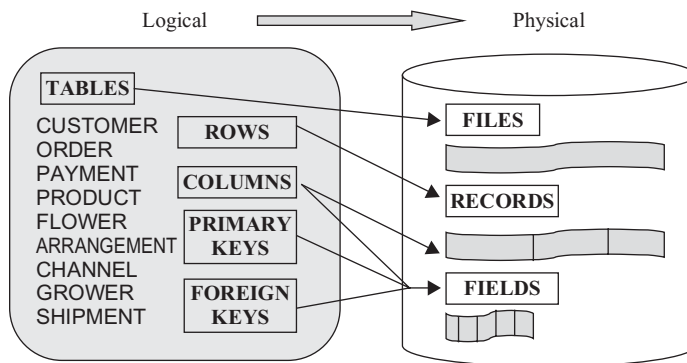 Logical
Physical
TABLES
CUSTOMER
ORDER
PAYMENT
PRODUCT
FLOWER
ARRANGEMENT
CHANNEL
GROWER
SHIPMENT
ROWS
COLUMNS
PRIMARY
KEYS
FOREIGN
KEYS
FILES
RECORDS
FIELDS